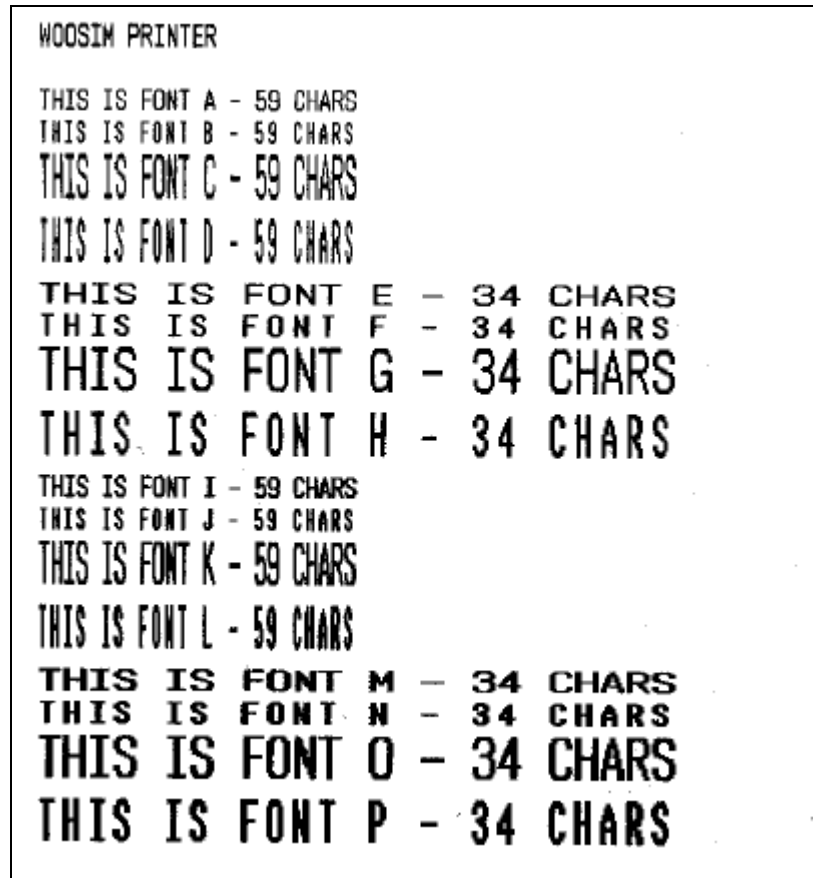 WOOSIM PRINTER
THIS IS FONT A - 59 CHARS
THIS IS FONT B - 59 CHARS
THIS IS FONT C - 59 CHARS
THIS IS FONT D - 59 CHARS
THIS IS FONT E - 34 CHARS
THIS IS FONT F - 34 CHARS
THIS IS FONT G - 34 CHARS
THIS IS FONT H - 34 CHARS
THIS IS FONT I - 59 CHARS
THIS IS FONT J - 59 CHARS
THIS IS FONT K - 59 CHARS
THIS IS FONT L - 59 CHARS
THIS IS FONT M - 34 CHARS
THIS IS FONT N - 34 CHARS
THIS IS FONT O - 34 CHARS
THIS IS FONT P - 34 CHARS